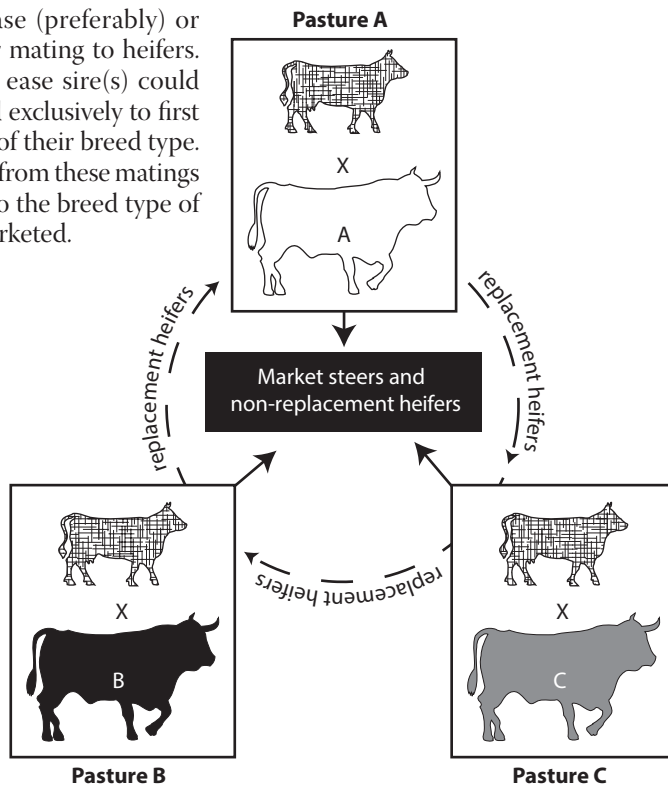 ase (preferably) or
mating to heifers.
ease sire(s) could
exclusively to first
of their breed type.
from these matings
o the breed type of
rketed.
Pasture A
X
A
replacement heifers
replacement heifers
Market steers and
non-replacement heifers
replacement heifers
X
B
Pasture B
X
C
Pasture C